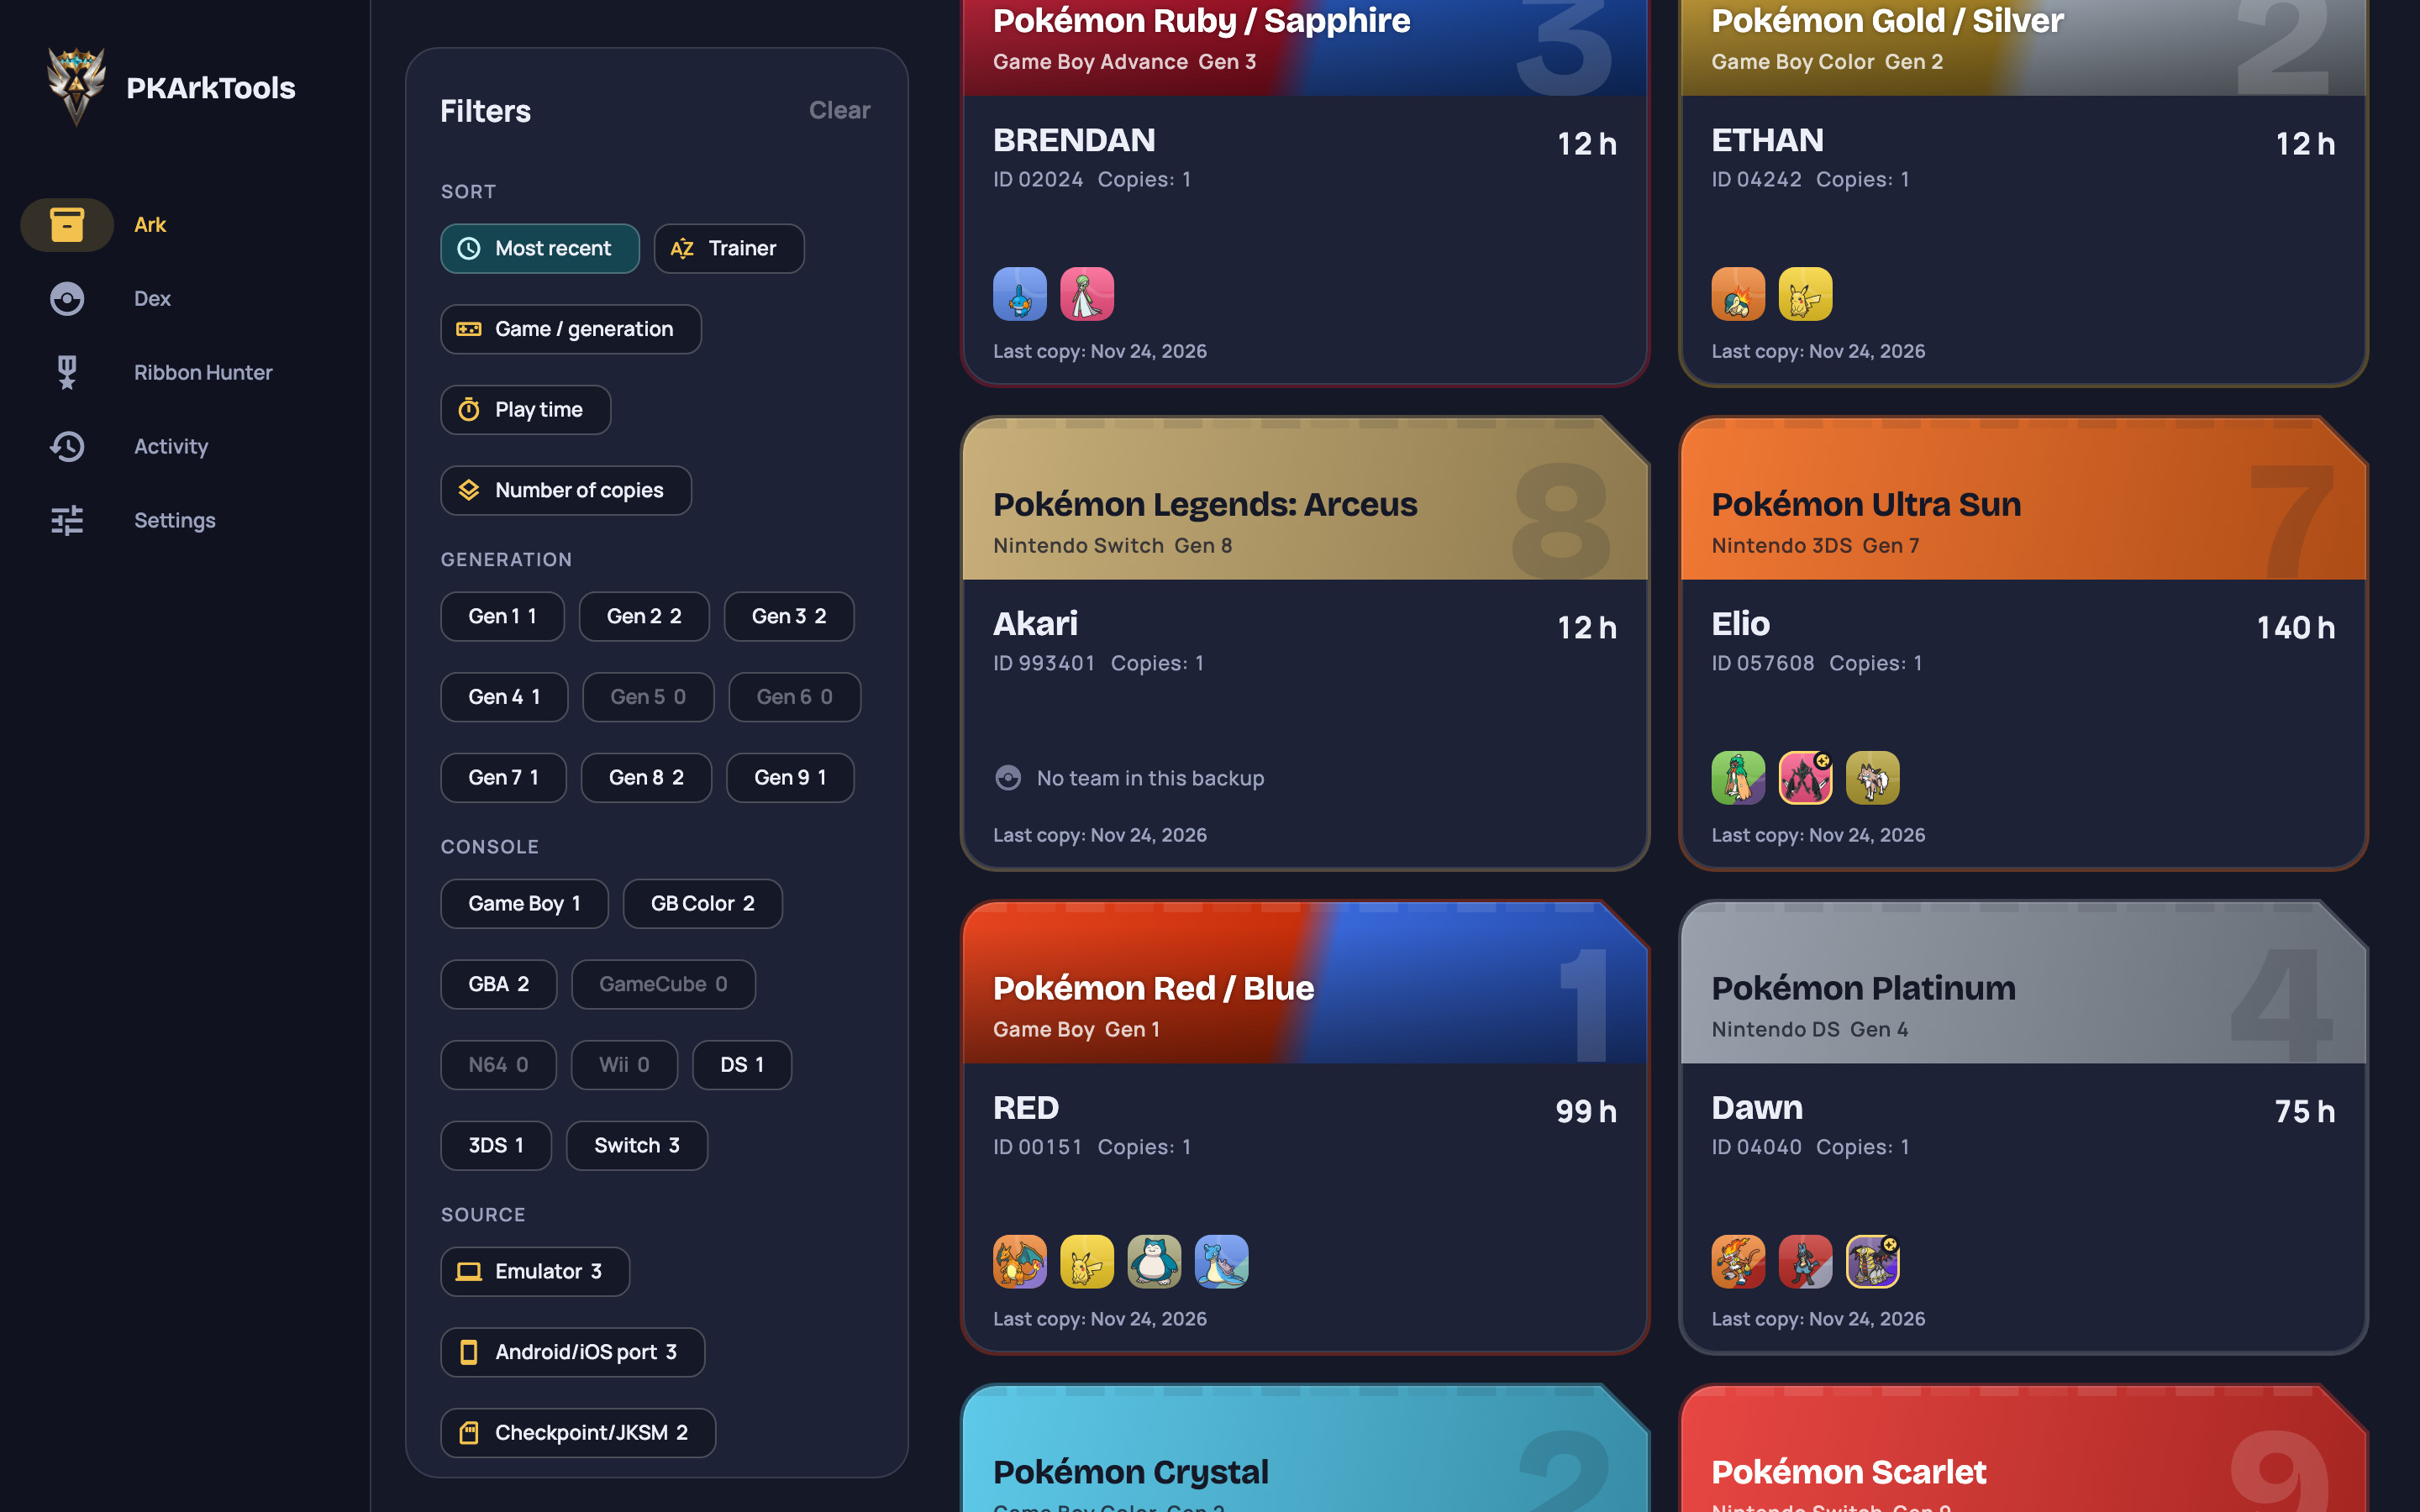 PKArkTools
Ark
Dex
Ribbon Hunter
Activity
Settings
Filters
Clear
SORT
Most recent
Trainer
Game / generation
Play time
Number of copies
GENERATION
Gen 1 1
Gen 2 2
Gen 3 2
Gen 4 1
Gen 5 0
Gen 6 0
Gen 7 1
Gen 8 2
Gen 9 1
CONSOLE
Game Boy 1
GB Color 2
GBA 2
GameCube 0
N64 0
Wii 0
DS 1
3DS 1
Switch 3
SOURCE
Emulator 3
Android/iOS port 3
Checkpoint/JKSM 2
Pokémon Ruby / Sapphire
Game Boy Advance Gen 3
3
BRENDAN
12 h
ID 02024 Copies: 1
Last copy: Nov 24, 2026
Pokémon Gold / Silver
Game Boy Color Gen 2
2
ETHAN
12 h
ID 04242 Copies: 1
Last copy: Nov 24, 2026
Pokémon Legends: Arceus
Nintendo Switch Gen 8
8
Akari
12 h
ID 993401 Copies: 1
No team in this backup
Last copy: Nov 24, 2026
Pokémon Ultra Sun
Nintendo 3DS Gen 7
7
Elio
140 h
ID 057608 Copies: 1
Last copy: Nov 24, 2026
Pokémon Red / Blue
Game Boy Gen 1
1
RED
99 h
ID 00151 Copies: 1
Last copy: Nov 24, 2026
Pokémon Platinum
Nintendo DS Gen 4
4
Dawn
75 h
ID 04040 Copies: 1
Last copy: Nov 24, 2026
Pokémon Crystal
Game Boy Color Gen 2
2
Pokémon Scarlet
Nintendo Switch Gen 9
9